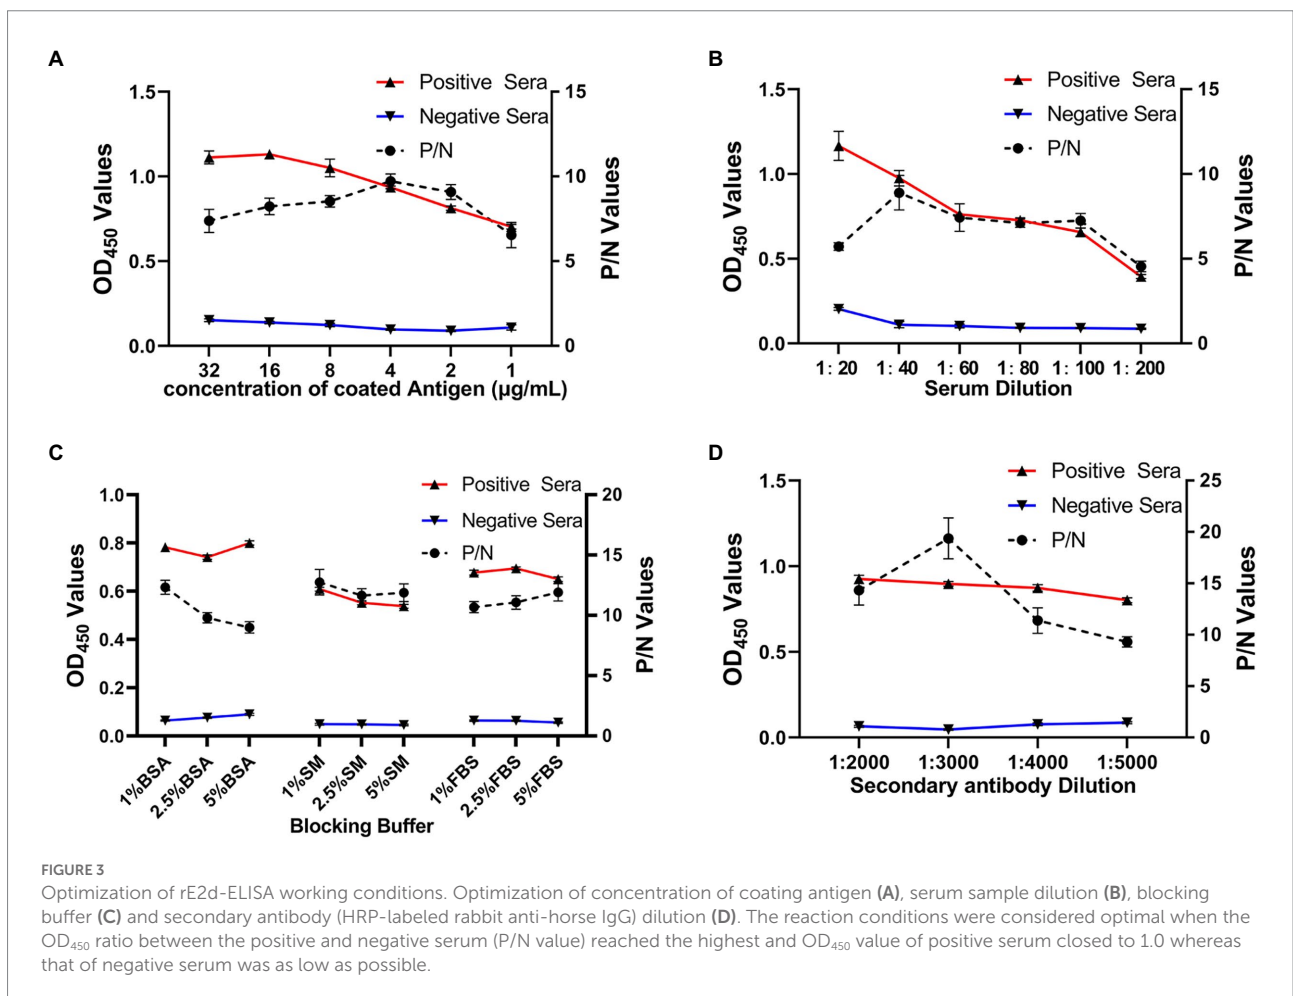 A
Positive Sera
Negative Sera
P/N
1.5
1.0
0.5
0.0
OD450 Values
15
10
5
0
P/N Values
32 16 8 4 2 1
concentration of coated Antigen (µg/mL)
B
Positive Sera
Negative Sera
P/N
1.5
1.0
0.5
0.0
OD450 Values
15
10
5
0
P/N Values
1:20 1:40 1:60 1:80 1:100 1:200
Serum Dilution
C
Positive Sera
Negative Sera
P/N
1.0
0.8
0.6
0.4
0.2
0.0
OD450 Values
20
15
10
5
0
P/N Values
1%BSA 2.5%BSA 5%BSA 1%SM 2.5%SM 5%SM 1%FBS 2.5%FBS 5%FBS
Blocking Buffer
D
Positive Sera
Negative Sera
P/N
1.5
1.0
0.5
0.0
OD450 Values
25
20
15
10
5
0
P/N Values
1:2000 1:3000 1:4000 1:5000
Secondary antibody Dilution
FIGURE 3
Optimization of rE2d-ELISA working conditions. Optimization of concentration of coating antigen (A), serum sample dilution (B), blocking
buffer (C) and secondary antibody (HRP-labeled rabbit anti-horse IgG) dilution (D). The reaction conditions were considered optimal when the
OD450 ratio between the positive and negative serum (P/N value) reached the highest and OD450 value of positive serum closed to 1.0 whereas
that of negative serum was as low as possible.